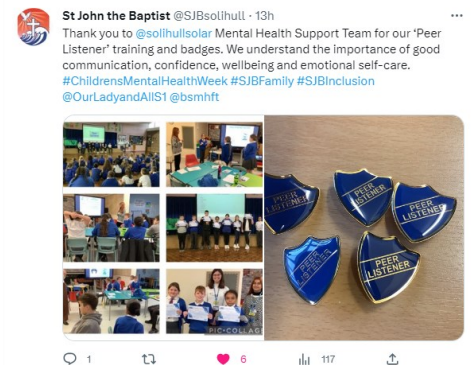 St John the Baptist @SJBsolihull · 13h
Thank you to @solihullsolar Mental Health Support Team for our ‘Peer
Listener’ training and badges. We understand the importance of good
communication, confidence, wellbeing and emotional self-care.
#ChildrensMentalHealthWeek #SJBFamily #SJBInclusion
@OurLadyandAllS1 @bsmhft
PEER
LISTENER
PEER
LISTENER
PEER
LISTENER
PEER
LISTENER
PEER
LISTENER
PIC•COLLAGE
1
6
117